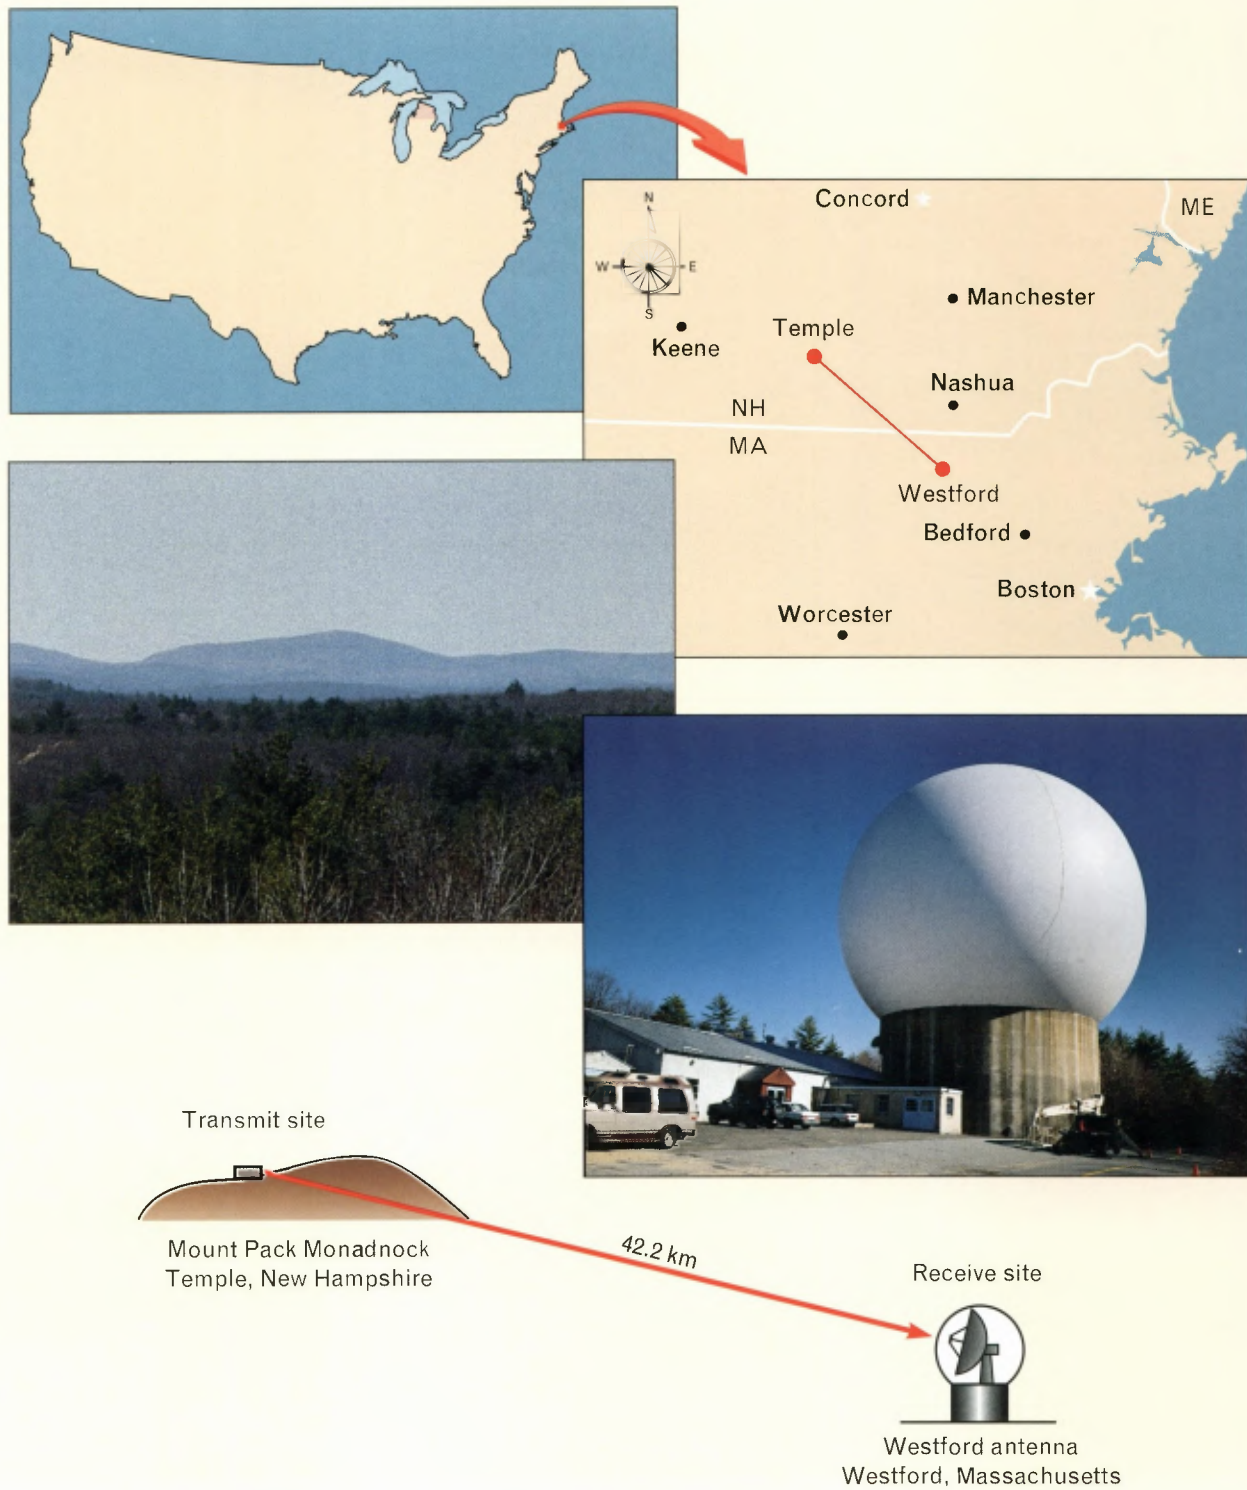 Concord
ME
N
W
E
S
Manchester
Temple
Keene
Nashua
NH
MA
Westford
Bedford
Boston
Worcester
Transmit site
42.2 km
Mount Pack Monadnock
Temple, New Hampshire
Receive site
Westford antenna
Westford, Massachusetts